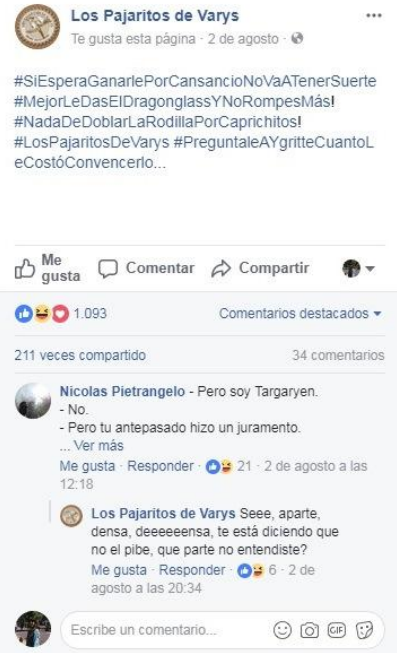 Los Pajaritos de Varys
Te gusta esta página · 2 de agosto ·
#SiEsperaGanarlePorCansancioNoVaATenerSuerte
#MejorLeDasElDragonglassYNoRompesMás!
#NadaDeDoblarLaRodillaPorCaprichitos!
#LosPajaritosDeVarys #PreguntaleAYgritteCuantoL
eCostóConvencerlo...
Me
gusta
Comentar
Compartir
1.093
Comentarios destacados
211 veces compartido
34 comentarios
Nicolas Pietrangelo - Pero soy Targaryen.
- No.
- Pero tu antepasado hizo un juramento.
... Ver más
Me gusta · Responder · 21 · 2 de agosto a las
12:18
Los Pajaritos de Varys Seee, aparte,
densa, deeeeeensa, te está diciendo que
no el pibe, que parte no entendiste?
Me gusta · Responder · 6 · 2 de
agosto a las 20:34
Escribe un comentario...
GIF